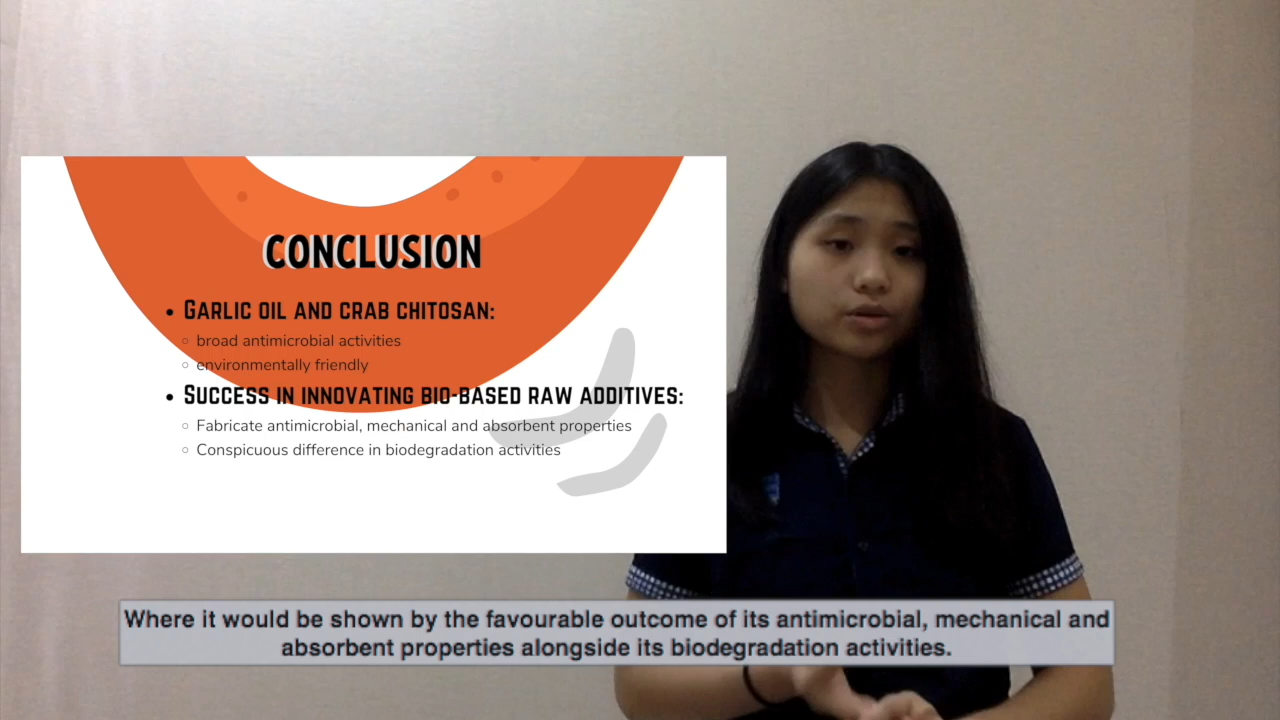 CONCLUSION
• GARLIC OIL AND CRAB CHITOSAN:
○ broad antimicrobial activities
○ environmentally friendly
• SUCCESS IN INNOVATING BIO-BASED RAW ADDITIVES:
○ Fabricate antimicrobial, mechanical and absorbent properties
○ Conspicuous difference in biodegradation activities
Where it would be shown by the favourable outcome of its antimicrobial, mechanical and
absorbent properties alongside its biodegradation activities.